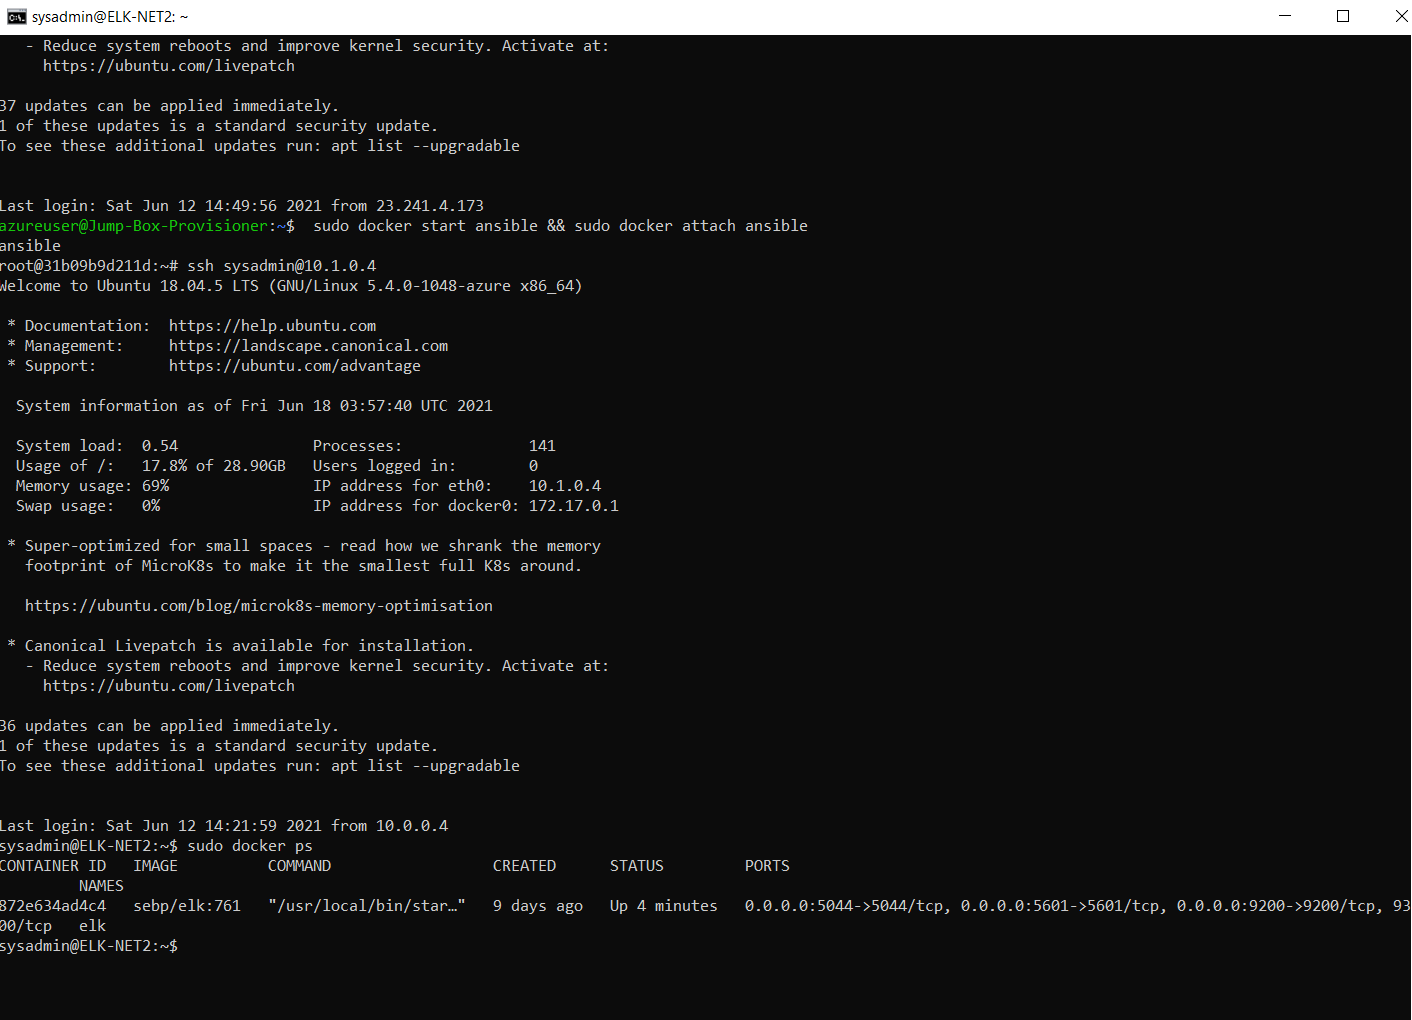 sysadmin@ELK-NET2: ~
- Reduce system reboots and improve kernel security. Activate at:
https://ubuntu.com/livepatch
37 updates can be applied immediately.
1 of these updates is a standard security update.
To see these additional updates run: apt list --upgradable
Last login: Sat Jun 12 14:49:56 2021 from 23.241.4.173
azureuser@Jump-Box-Provisioner:~$  sudo docker start ansible && sudo docker attach ansible
ansible
root@31b09b9d211d:~# ssh sysadmin@10.1.0.4
Welcome to Ubuntu 18.04.5 LTS (GNU/Linux 5.4.0-1048-azure x86_64)
* Documentation:  https://help.ubuntu.com
* Management:     https://landscape.canonical.com
* Support:        https://ubuntu.com/advantage
System information as of Fri Jun 18 03:57:40 UTC 2021
System load:  0.54               Processes:              141
Usage of /:   17.8% of 28.90GB   Users logged in:        0
Memory usage: 69%                IP address for eth0:    10.1.0.4
Swap usage:   0%                 IP address for docker0: 172.17.0.1
* Super-optimized for small spaces - read how we shrank the memory
footprint of MicroK8s to make it the smallest full K8s around.
https://ubuntu.com/blog/microk8s-memory-optimisation
* Canonical Livepatch is available for installation.
- Reduce system reboots and improve kernel security. Activate at:
https://ubuntu.com/livepatch
36 updates can be applied immediately.
1 of these updates is a standard security update.
To see these additional updates run: apt list --upgradable
Last login: Sat Jun 12 14:21:59 2021 from 10.0.0.4
sysadmin@ELK-NET2:~$ sudo docker ps
CONTAINER ID   IMAGE          COMMAND                  CREATED      STATUS         PORTS
NAMES
872e634ad4c4   sebp/elk:761   "/usr/local/bin/star…"   9 days ago   Up 4 minutes   0.0.0.0:5044->5044/tcp, 0.0.0.0:5601->5601/tcp, 0.0.0.0:9200->9200/tcp, 93
00/tcp   elk
sysadmin@ELK-NET2:~$